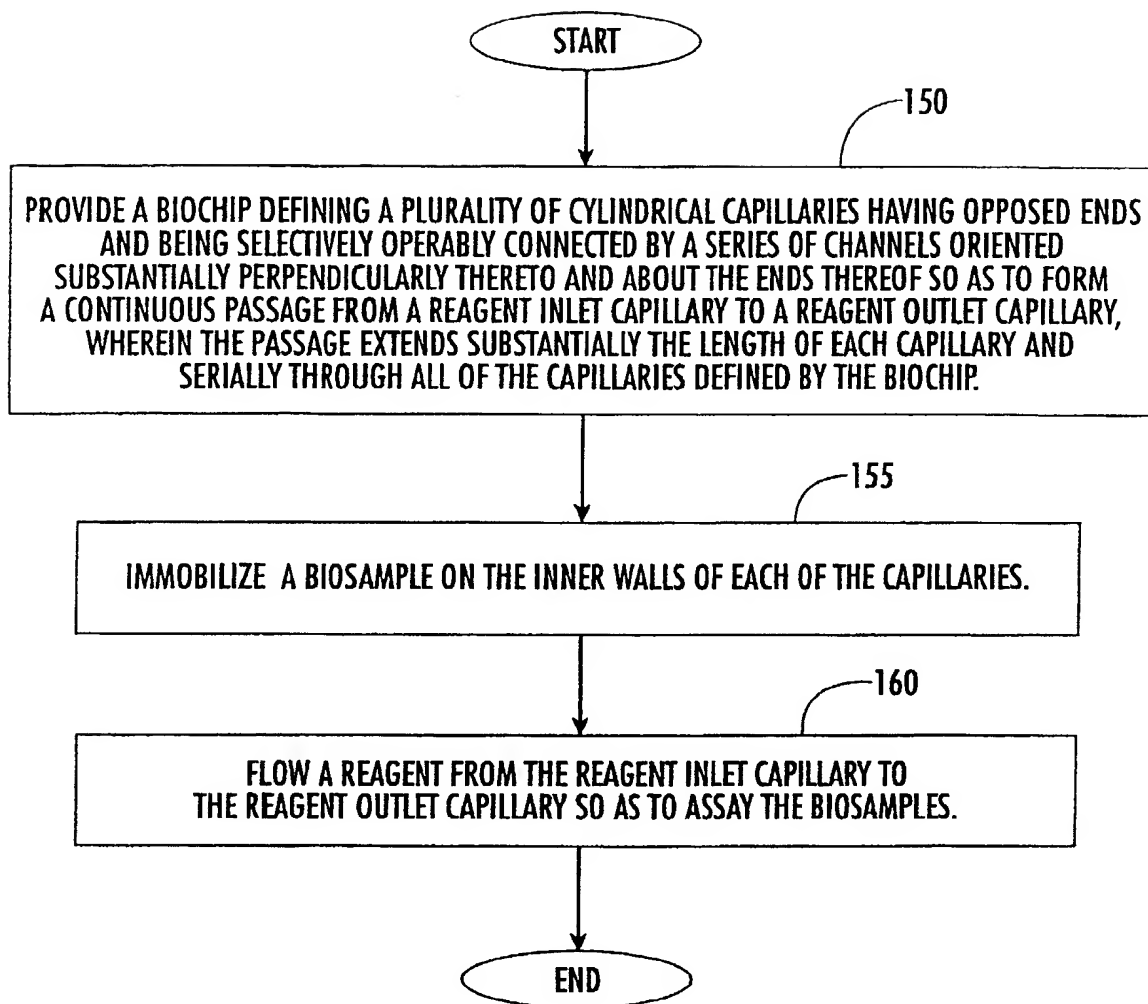 START
150
PROVIDE A BIOCHIP DEFINING A PLURALITY OF CYLINDRICAL CAPILLARIES HAVING OPPOSED ENDS
AND BEING SELECTIVELY OPERABLY CONNECTED BY A SERIES OF CHANNELS ORIENTED
SUBSTANTIALLY PERPENDICULARLY THERETO AND ABOUT THE ENDS THEREOF SO AS TO FORM
A CONTINUOUS PASSAGE FROM A REAGENT INLET CAPILLARY TO A REAGENT OUTLET CAPILLARY,
WHEREIN THE PASSAGE EXTENDS SUBSTANTIALLY THE LENGTH OF EACH CAPILLARY AND
SERIALLY THROUGH ALL OF THE CAPILLARIES DEFINED BY THE BIOCHIP.
155
IMMOBILIZE A BIOSAMPLE ON THE INNER WALLS OF EACH OF THE CAPILLARIES.
160
FLOW A REAGENT FROM THE REAGENT INLET CAPILLARY TO
THE REAGENT OUTLET CAPILLARY SO AS TO ASSAY THE BIOSAMPLES.
END